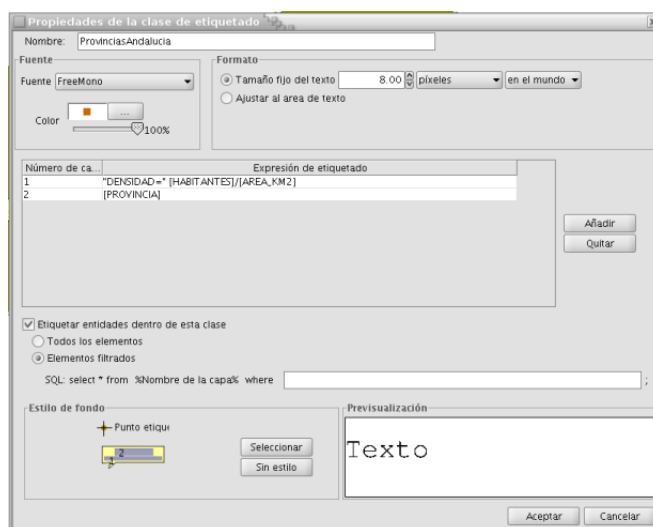 Propiedades de la clase de etiquetado
Nombre: ProvinciasAndalucia
Fuente
Formato
Fuente FreeMono
Tamaño fijo del texto 8.00 píxeles en el mundo
Ajustar al area de texto
Color ... 100%
Número de ca... Expresión de etiquetado
1 "DENSIDAD=" [HABITANTES]/[AREA_KM2]
2 [PROVINCIA]
Añadir
Quitar
Etiquetar entidades dentro de esta clase
Todos los elementos
Elementos filtrados
SQL: select * from %Nombre de la capa% where ;
Estilo de fondo
Previsualización
Punto etiqu
2
Seleccionar
Sin estilo
Texto
Aceptar Cancelar